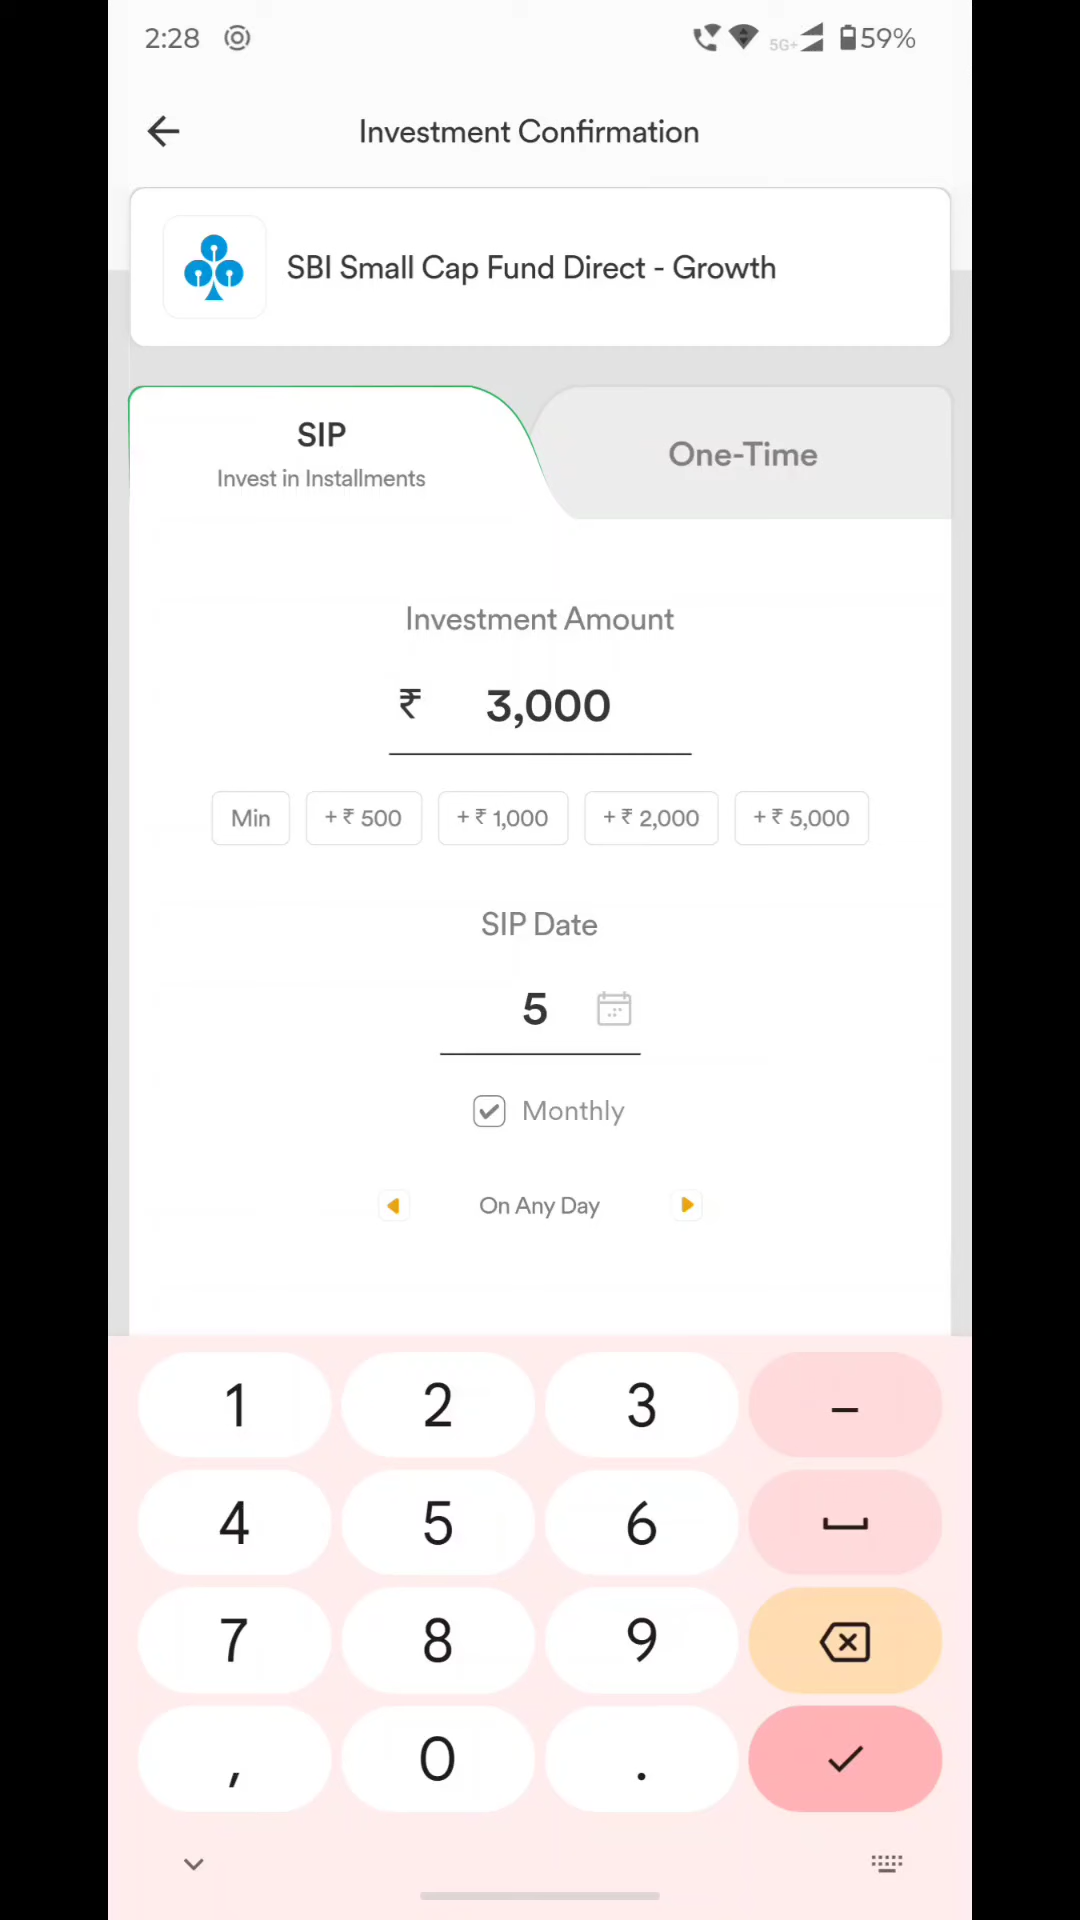 2:28 5G+ 59%
Investment Confirmation
SBI Small Cap Fund Direct - Growth
SIP
Invest in Installments
One-Time
Investment Amount
₹ 3,000
Min + ₹ 500 + ₹ 1,000 + ₹ 2,000 + ₹ 5,000
SIP Date
5
Monthly
On Any Day
1 2 3 –
4 5 6
7 8 9
, 0 .